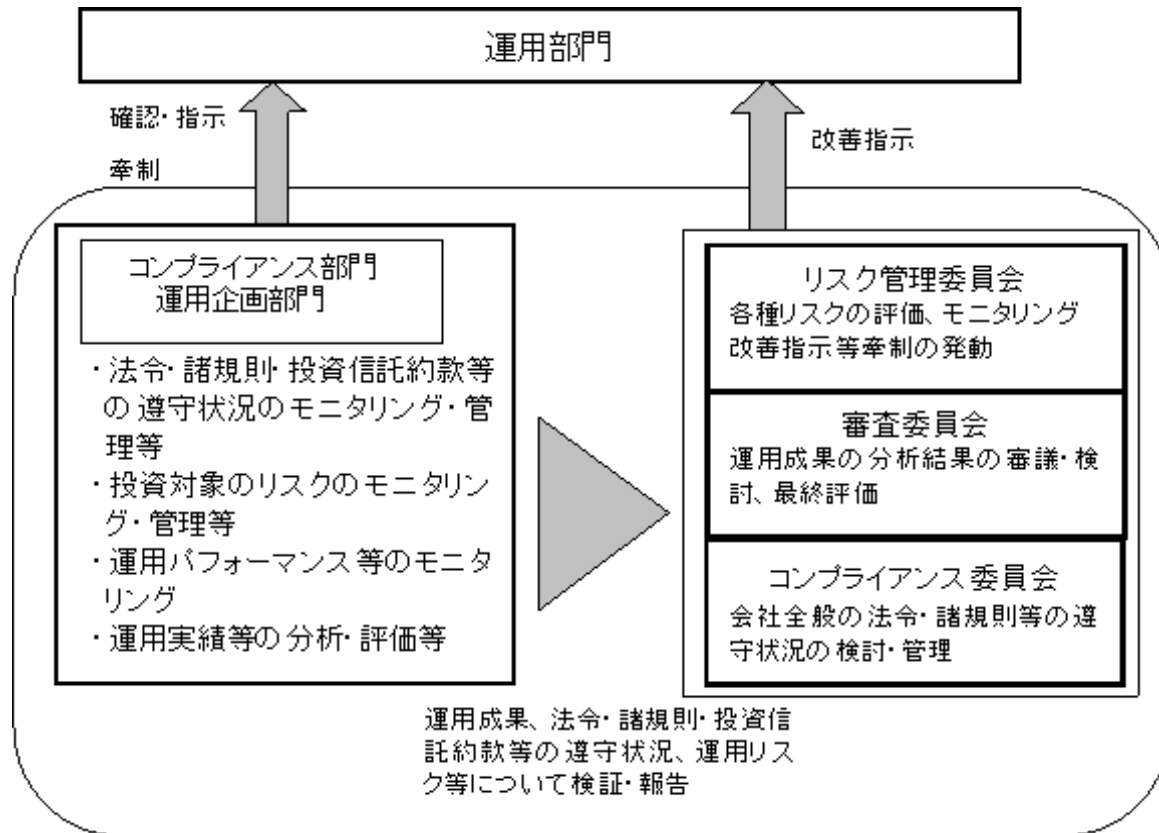 運用部門
確認・指示
牽制
改善指示
コンプライアンス部門
運用企画部門
・法令・諸規則・投資信託約款等
の遵守状況のモニタリング・管
理等
・投資対象のリスクのモニタリン
グ・管理等
・運用パフォーマンス等のモニタ
リング
・運用実績等の分析・評価等
リスク管理委員会
各種リスクの評価、モニタリング
改善指示等牽制の発動
審査委員会
運用成果の分析結果の審議・検
討、最終評価
コンプライアンス委員会
会社全般の法令・諸規則等の遵
守状況の検討・管理
運用成果、法令・諸規則・投資信
託約款等の遵守状況、運用リス
ク等について検証・報告